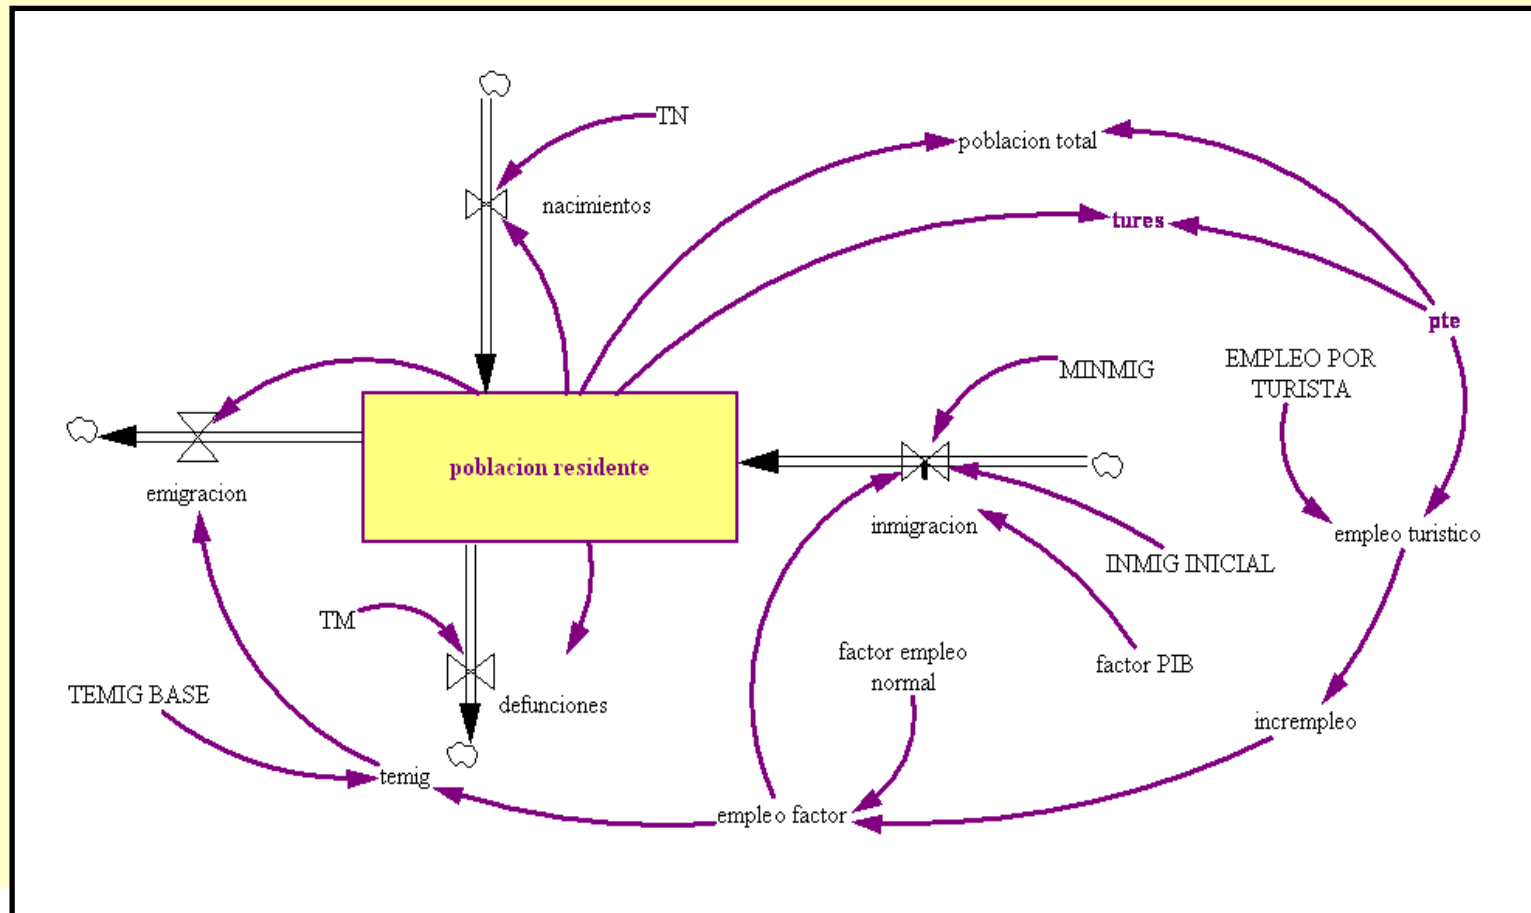 TN
poblacion total
nacimientos
tures
pte
MINMIG
EMPLEO POR
TURISTA
poblacion residente
emigracion
inmigracion
empleo turistico
INMIG INICIAL
TM
factor empleo
normal
factor PIB
TEMIG BASE
defunciones
incrempleo
temig
empleo factor